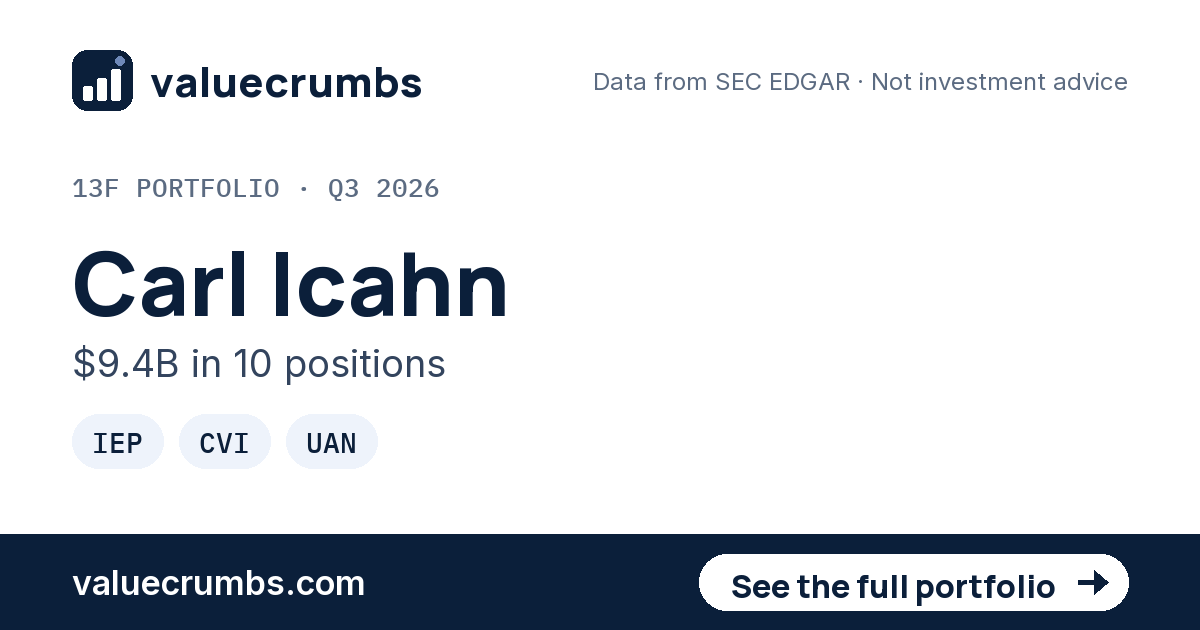 valuecrumbs
Data from SEC EDGAR · Not investment advice
13F PORTFOLIO · Q3 2026
Carl Icahn
$9.4B in 10 positions
IEP CVI UAN
valuecrumbs.com
See the full portfolio →